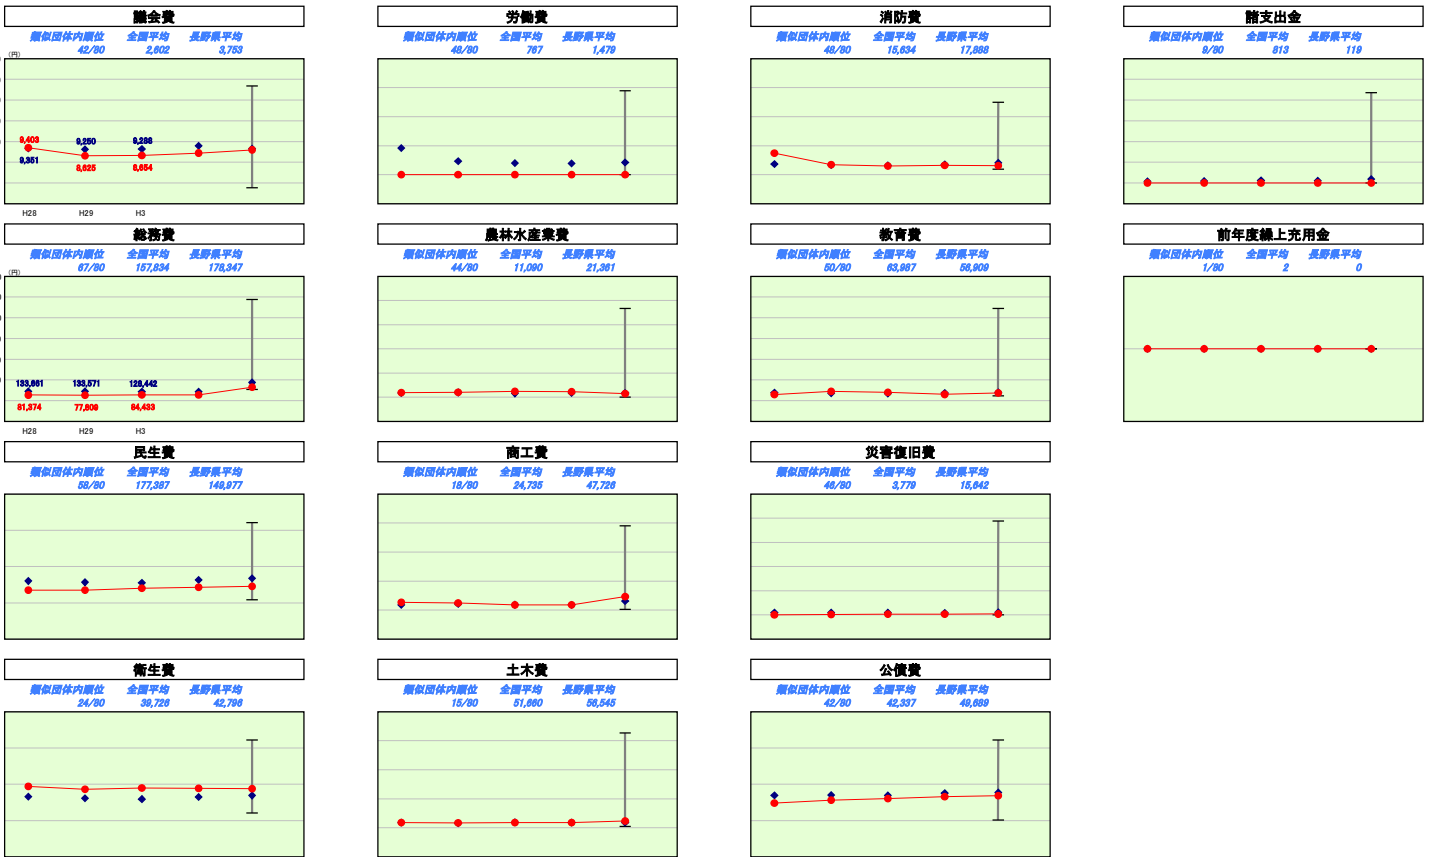 議会費
類似団体内順位 全国平均 長野県平均
42/80 2,602 3,753
(円)
9,403 9,250 9,286
9,351 8,625 8,654
H28 H29 H3
労働費
類似団体内順位 全国平均 長野県平均
48/80 767 1,479
消防費
類似団体内順位 全国平均 長野県平均
48/80 15,634 17,888
諸支出金
類似団体内順位 全国平均 長野県平均
9/80 813 119
総務費
類似団体内順位 全国平均 長野県平均
67/80 157,834 178,347
(円)
133,661 133,571 128,442
81,374 77,809 84,433
H28 H29 H3
農林水産業費
類似団体内順位 全国平均 長野県平均
44/80 11,090 21,361
教育費
類似団体内順位 全国平均 長野県平均
50/80 63,987 56,909
前年度繰上充用金
類似団体内順位 全国平均 長野県平均
1/80 2 0
民生費
類似団体内順位 全国平均 長野県平均
58/80 177,387 149,977
商工費
類似団体内順位 全国平均 長野県平均
18/80 24,735 47,726
災害復旧費
類似団体内順位 全国平均 長野県平均
46/80 3,779 15,642
衛生費
類似団体内順位 全国平均 長野県平均
24/80 39,726 42,796
土木費
類似団体内順位 全国平均 長野県平均
15/80 51,660 56,545
公債費
類似団体内順位 全国平均 長野県平均
42/80 42,337 49,689